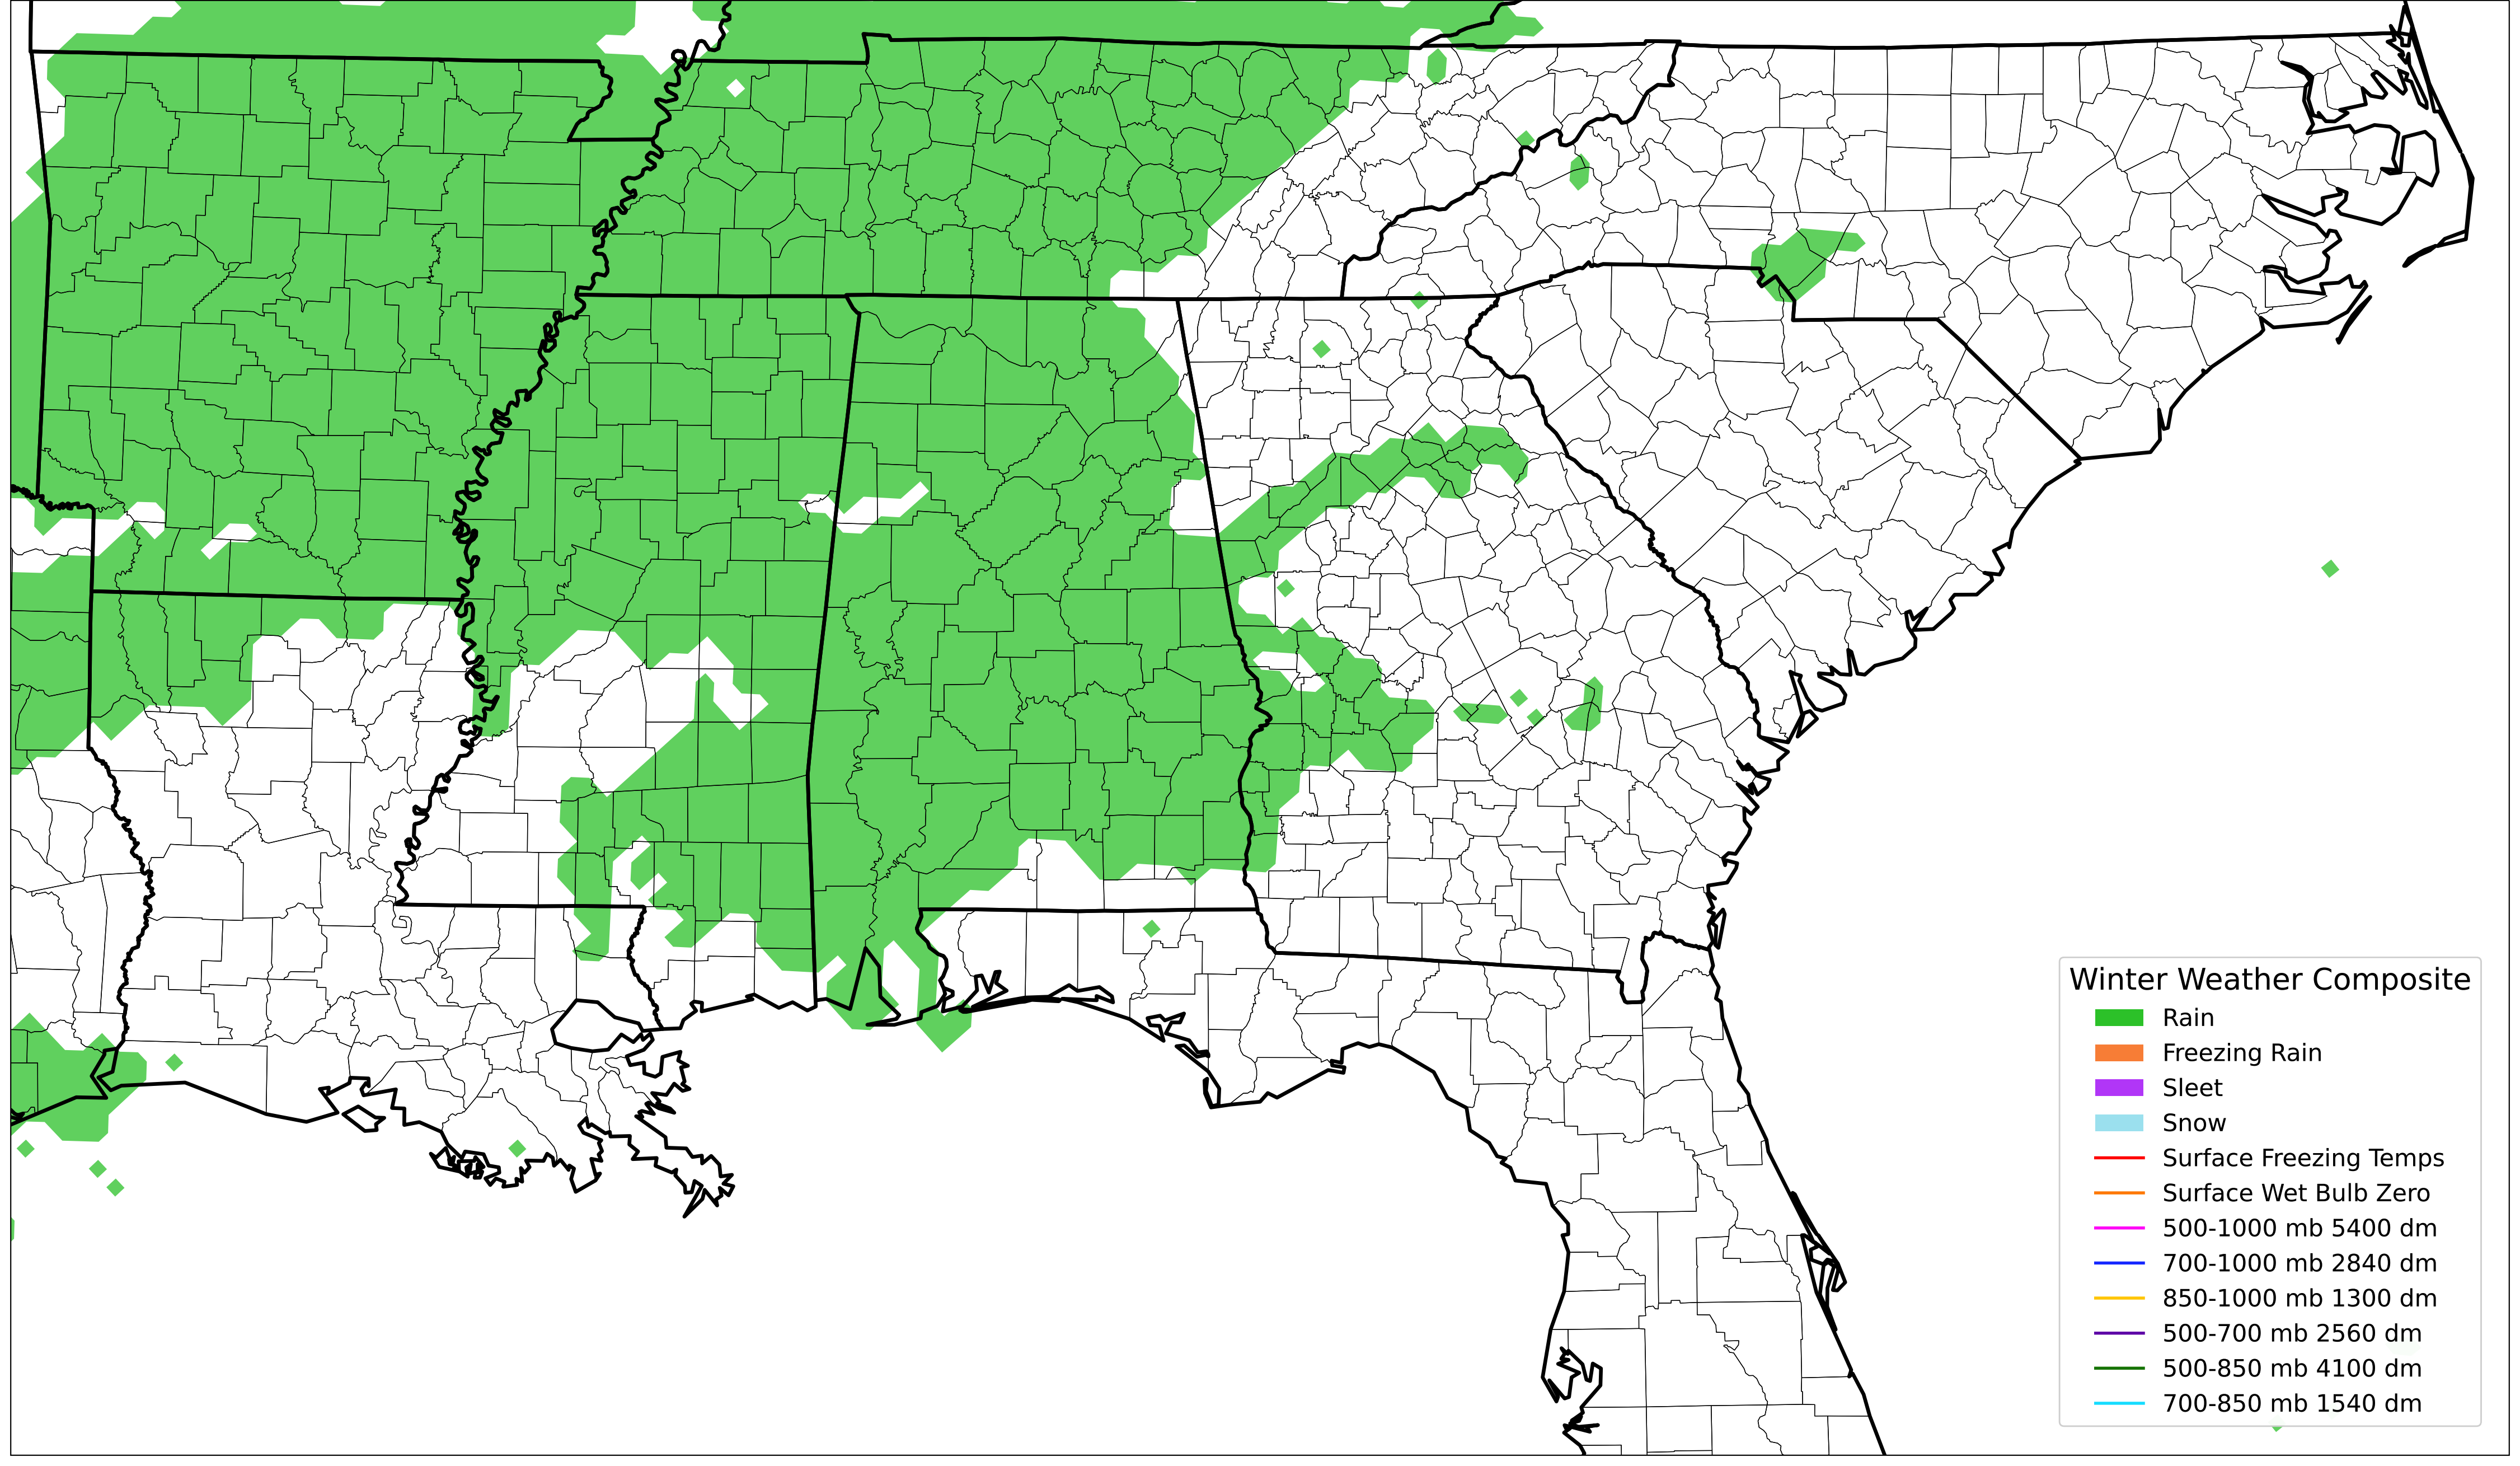 Winter Weather Composite
Rain
Freezing Rain
Sleet
Snow
Surface Freezing Temps
Surface Wet Bulb Zero
500-1000 mb 5400 dm
700-1000 mb 2840 dm
850-1000 mb 1300 dm
500-700 mb 2560 dm
500-850 mb 4100 dm
700-850 mb 1540 dm